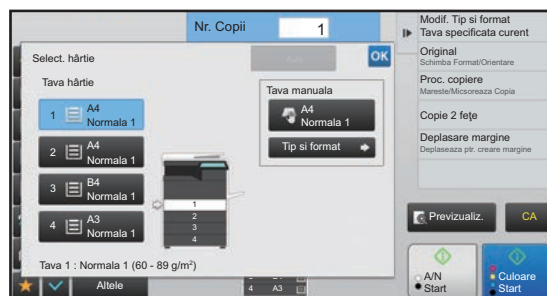 Nr. Copii 1
Select. hârtie
Auto
OK
Tava hârtie
1 A4
Normala 1
2 A4
Normala 1
3 B4
Normala 1
4 A3
Normala 1
1
2
3
4
Tava manuala
A4
Normala 1
Tip si format
Tava 1 : Normala 1 (60 - 89 g/m²)
Altele
4 A3
Modif. Tip si format
Tava specificata curent
Original
Schimba Format/Orientare
Proc. copiere
Mareste/Micsoreaza Copia
Copie 2 feţe
Deplasare margine
Deplaseaza ptr. creare margine
Previzualiz.
CA
A/N
Start
Culoare
Start